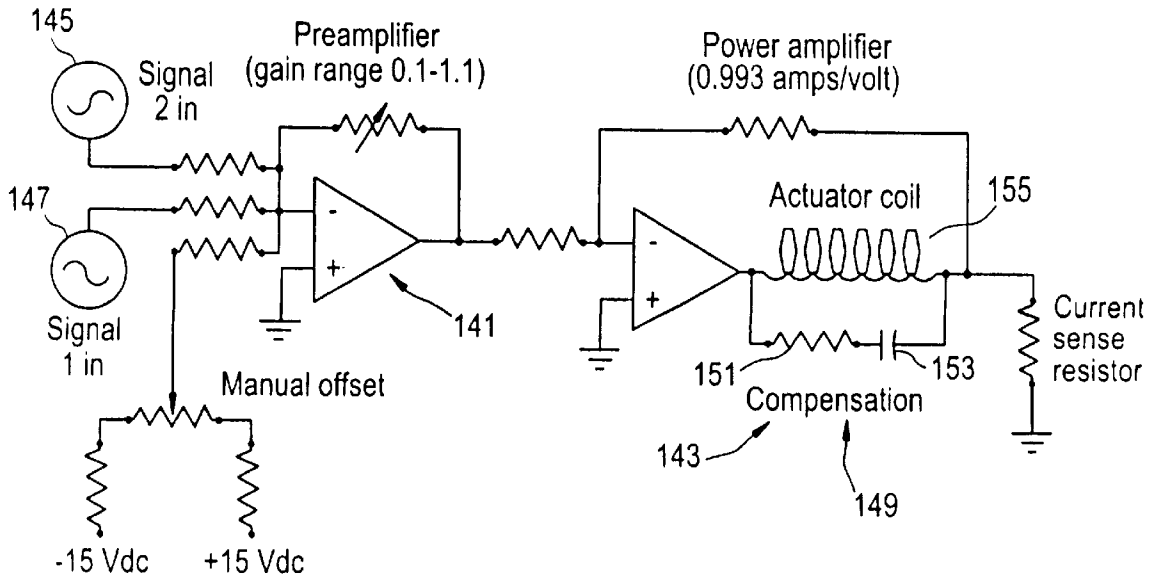 145
Signal
2 in
Preamplifier
(gain range 0.1-1.1)
Power amplifier
(0.993 amps/volt)
147
-
+
141
Signal
1 in
Manual offset
-15 Vdc
+15 Vdc
-
+
Actuator coil
155
151
153
Compensation
143
149
Current
sense
resistor